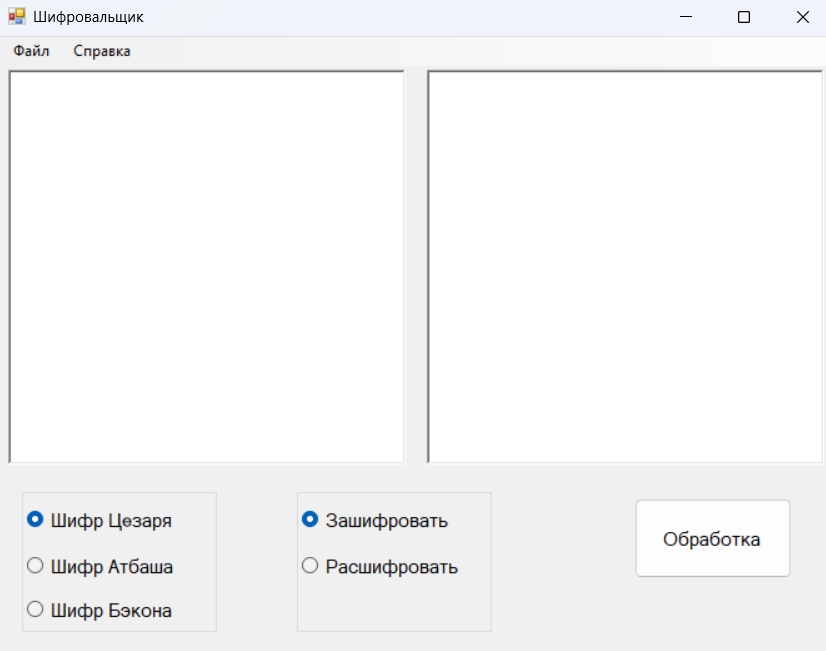 Шифровальщик
Файл Справка
Шифр Цезаря
Шифр Атбаша
Шифр Бэкона
Зашифровать
Расшифровать
Обработка